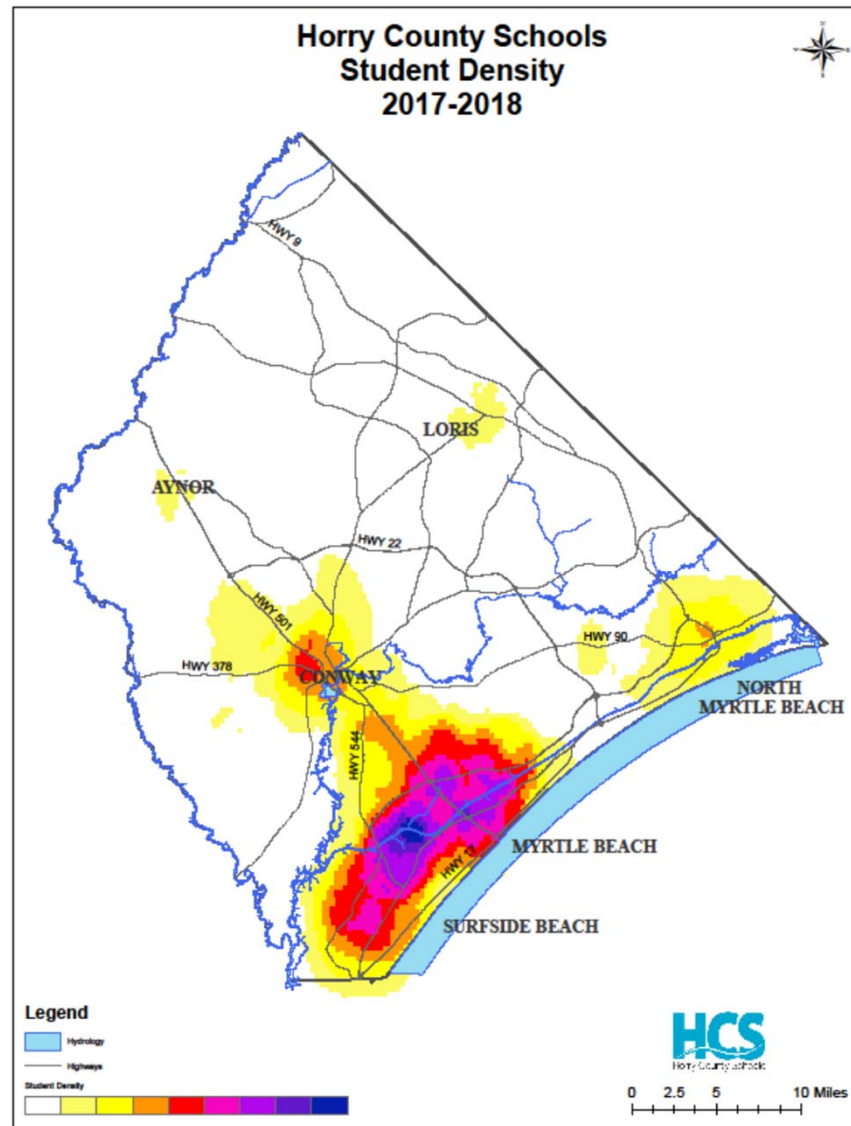 Horry County Schools
Student Density
2017-2018
HWY 9
LORIS
AYNOR
HWY 22
HWY 501
HWY 90
HWY 378
CONWAY
NORTH
MYRTLE BEACH
HWY 544
MYRTLE BEACH
HWY 17
SURFSIDE BEACH
Legend
Hydrology
Highways
Student Density
HCS
Horry County Schools
0 2.5 5 10 Miles